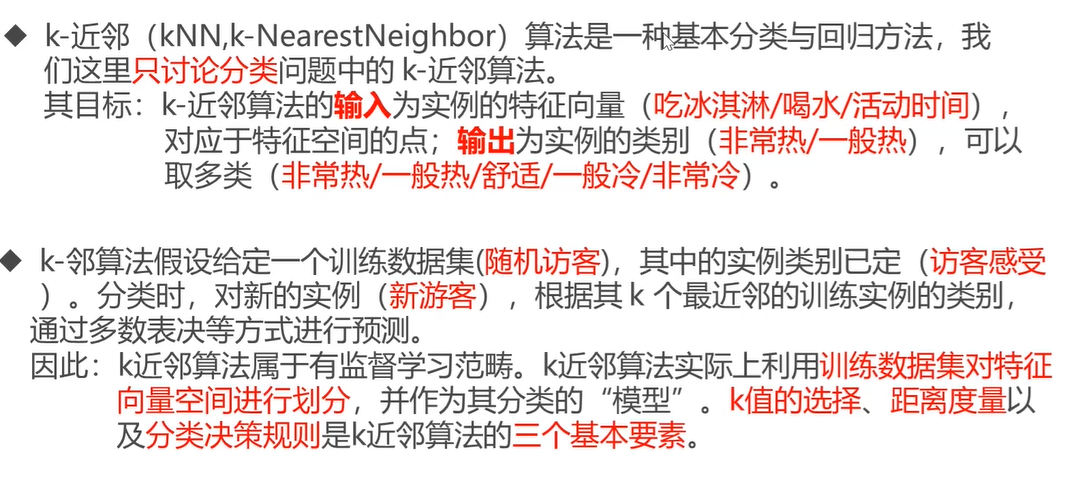 ◆ k-近邻（kNN,k-NearestNeighbor）算法是一种基本分类与回归方法，我
们这里只讨论分类问题中的 k-近邻算法。
其目标：k-近邻算法的输入为实例的特征向量（吃冰淇淋/喝水/活动时间），
对应于特征空间的点；输出为实例的类别（非常热/一般热），可以
取多类（非常热/一般热/舒适/一般冷/非常冷）。
◆ k-邻算法假设给定一个训练数据集(随机访客)，其中的实例类别已定（访客感受
）。分类时，对新的实例（新游客），根据其 k 个最近邻的训练实例的类别，
通过多数表决等方式进行预测。
因此：k近邻算法属于有监督学习范畴。k近邻算法实际上利用训练数据集对特征
向量空间进行划分，并作为其分类的“模型”。k值的选择、距离度量以
及分类决策规则是k近邻算法的三个基本要素。